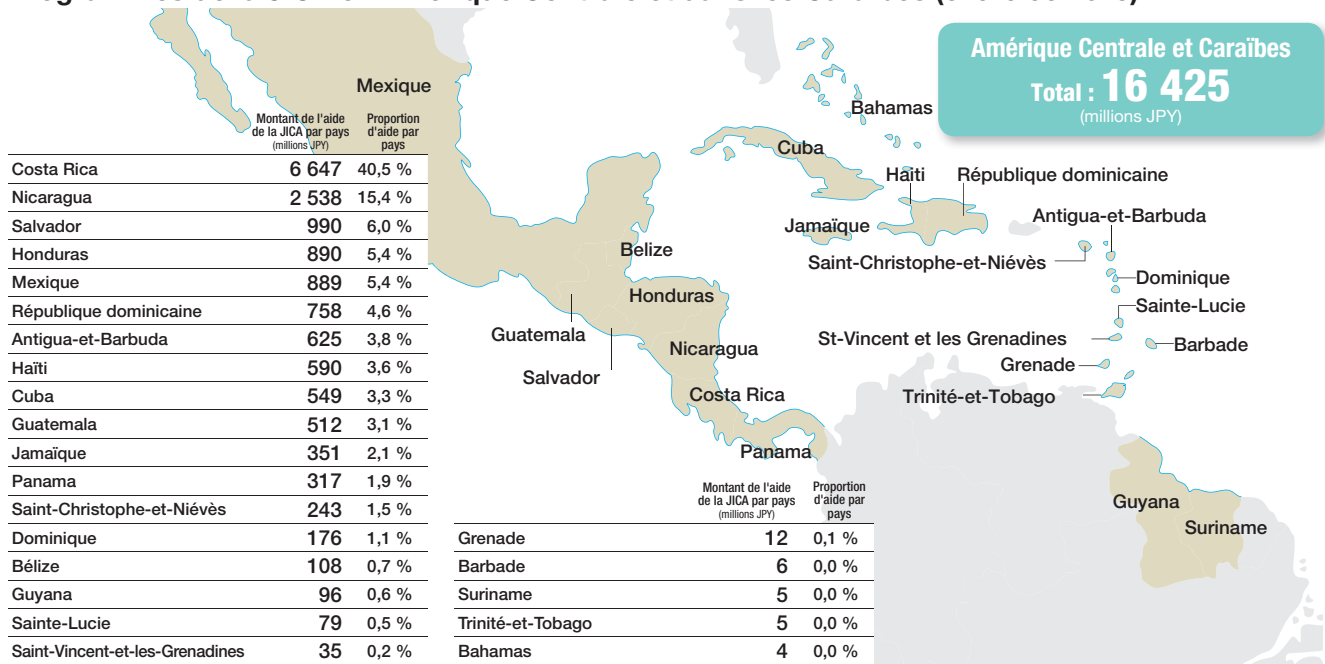 Amérique Centrale et Caraïbes
Total : 16 425
(millions JPY)
Mexique
Bahamas
Cuba
Haïti
République dominicaine
Jamaïque
Antigua-et-Barbuda
Saint-Christophe-et-Niévès
Belize
Dominique
Honduras
Sainte-Lucie
Guatemala
St-Vincent et les Grenadines
Barbade
Nicaragua
Grenade
Salvador
Costa Rica
Trinité-et-Tobago
Panama
Guyana
Suriname
Montant de l'aide de la JICA par pays (millions JPY) Proportion d'aide par pays
Costa Rica 6 647 40,5 %
Nicaragua 2 538 15,4 %
Salvador 990 6,0 %
Honduras 890 5,4 %
Mexique 889 5,4 %
République dominicaine 758 4,6 %
Antigua-et-Barbuda 625 3,8 %
Haïti 590 3,6 %
Cuba 549 3,3 %
Guatemala 512 3,1 %
Jamaïque 351 2,1 %
Panama 317 1,9 %
Saint-Christophe-et-Niévès 243 1,5 %
Dominique 176 1,1 %
Bélize 108 0,7 %
Guyana 96 0,6 %
Sainte-Lucie 79 0,5 %
Saint-Vincent-et-les-Grenadines 35 0,2 %
Montant de l'aide de la JICA par pays (millions JPY) Proportion d'aide par pays
Grenade 12 0,1 %
Barbade 6 0,0 %
Suriname 5 0,0 %
Trinité-et-Tobago 5 0,0 %
Bahamas 4 0,0 %